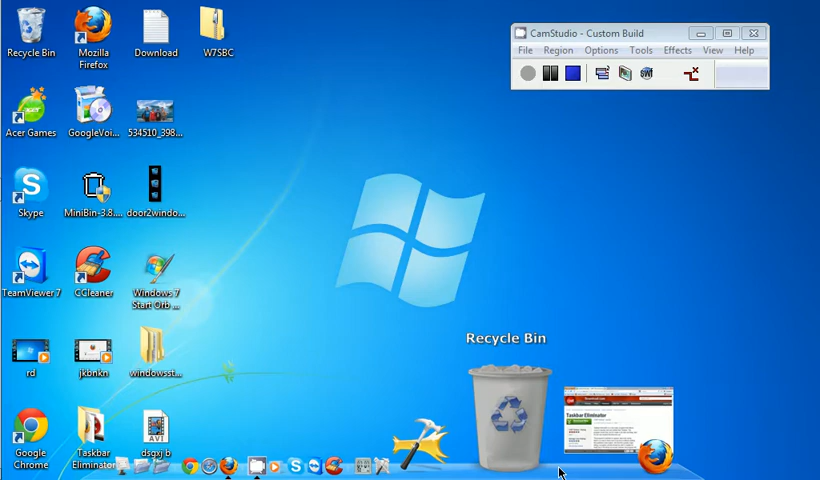 CamStudio - Custom Build
File Region Options Tools Effects View Help
Recycle Bin
Mozilla
Firefox
Download
W7SBC
Acer Games
GoogleVoi...
534510_398...
Skype
MiniBin-3.8....
door2windo...
TeamViewer 7
CCleaner
Windows 7
Start Orb ...
rd
jkbnkn
windowsst...
Google
Chrome
Taskbar
Eliminator
AVI
dsqxj b
Recycle Bin
Taskbar Eliminator